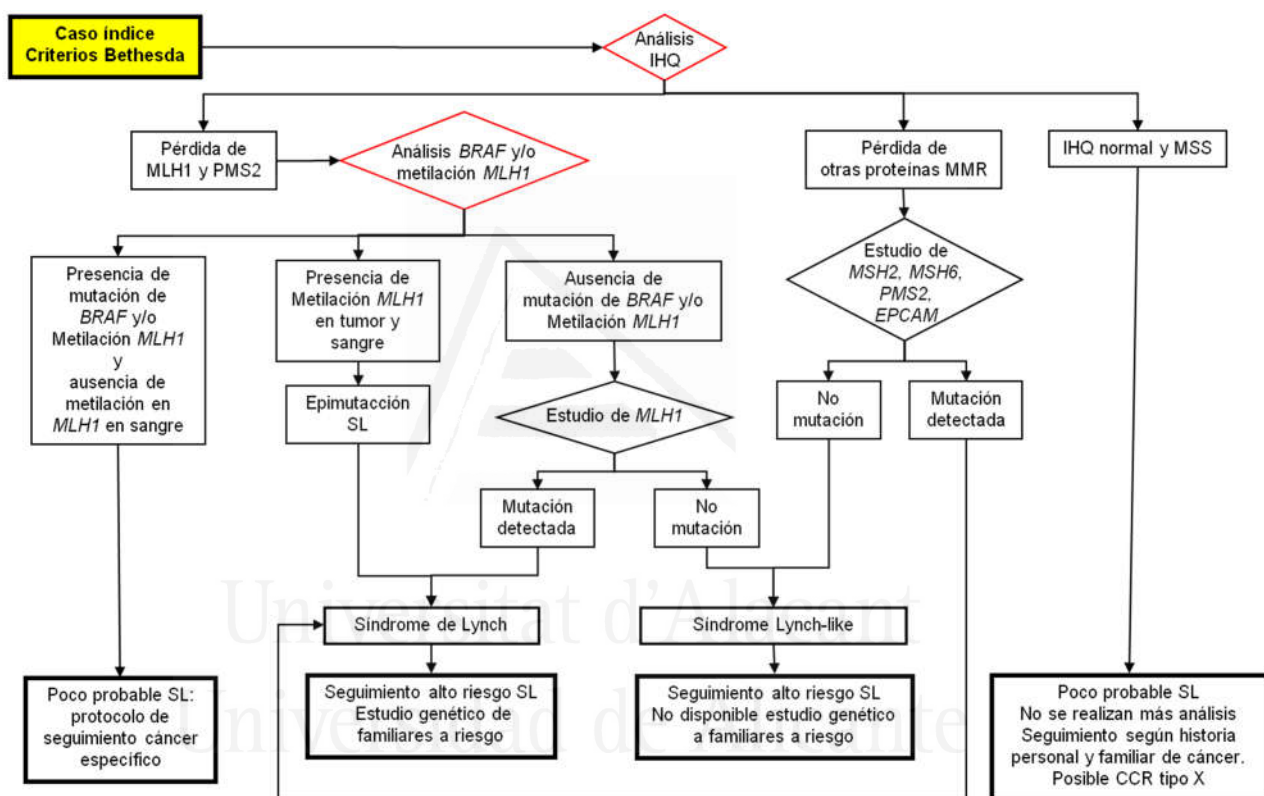 Caso índice
Criterios Bethesda
Análisis
IHQ
Pérdida de
MLH1 y PMS2
Análisis BRAF y/o
metilación MLH1
Pérdida de
otras proteínas MMR
IHQ normal y MSS
Presencia de
mutación de
BRAF y/o
Metilación MLH1
y
ausencia de
metilación en
MLH1 en sangre
Presencia de
Metilación MLH1
en tumor y
sangre
Ausencia de
mutación de BRAF y/o
Metilación MLH1
Estudio de
MSH2, MSH6,
PMS2,
EPCAM
Epimutacción
SL
Estudio de MLH1
No
mutación
Mutación
detectada
Mutación
detectada
No
mutación
Síndrome de Lynch
Síndrome Lynch-like
Poco probable SL:
protocolo de
seguimiento cáncer
específico
Seguimiento alto riesgo SL
Estudio genético de
familiares a riesgo
Seguimiento alto riesgo SL
No disponible estudio genético
a familiares a riesgo
Poco probable SL
No se realizan más análisis
Seguimiento según historia
personal y familiar de cáncer.
Posible CCR tipo X
Universitat d'Alacant
Universidad de Alicante